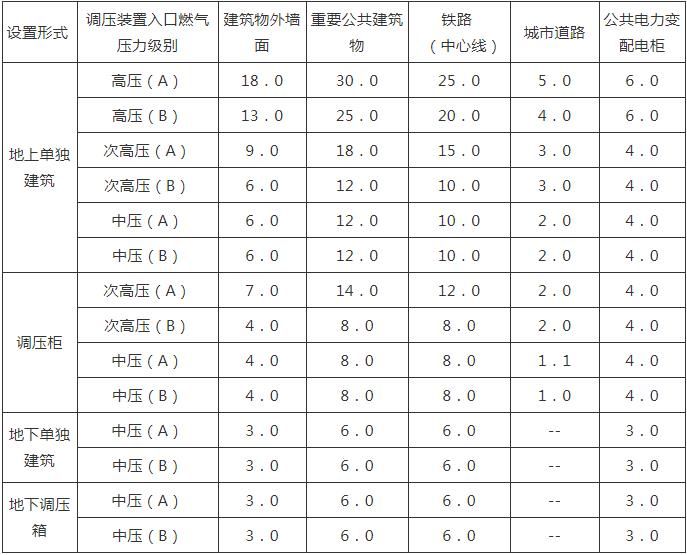 设置形式 调压装置入口燃气压力级别 建筑物外墙面 重要公共建筑物 铁路（中心线） 城市道路 公共电力变配电柜
地上单独建筑 高压（A） 18．0 30．0 25．0 5．0 6．0
高压（B） 13．0 25．0 20．0 4．0 6．0
次高压（A） 9．0 18．0 15．0 3．0 4．0
次高压（B） 6．0 12．0 10．0 3．0 4．0
中压（A） 6．0 12．0 10．0 2．0 4．0
中压（B） 6．0 12．0 10．0 2．0 4．0
调压柜 次高压（A） 7．0 14．0 12．0 2．0 4．0
次高压（B） 4．0 8．0 8．0 2．0 4．0
中压（A） 4．0 8．0 8．0 1．1 4．0
中压（B） 4．0 8．0 8．0 1．0 4．0
地下单独建筑 中压（A） 3．0 6．0 6．0 -- 3．0
中压（B） 3．0 6．0 6．0 -- 3．0
地下调压箱 中压（A） 3．0 6．0 6．0 -- 3．0
中压（B） 3．0 6．0 6．0 -- 3．0